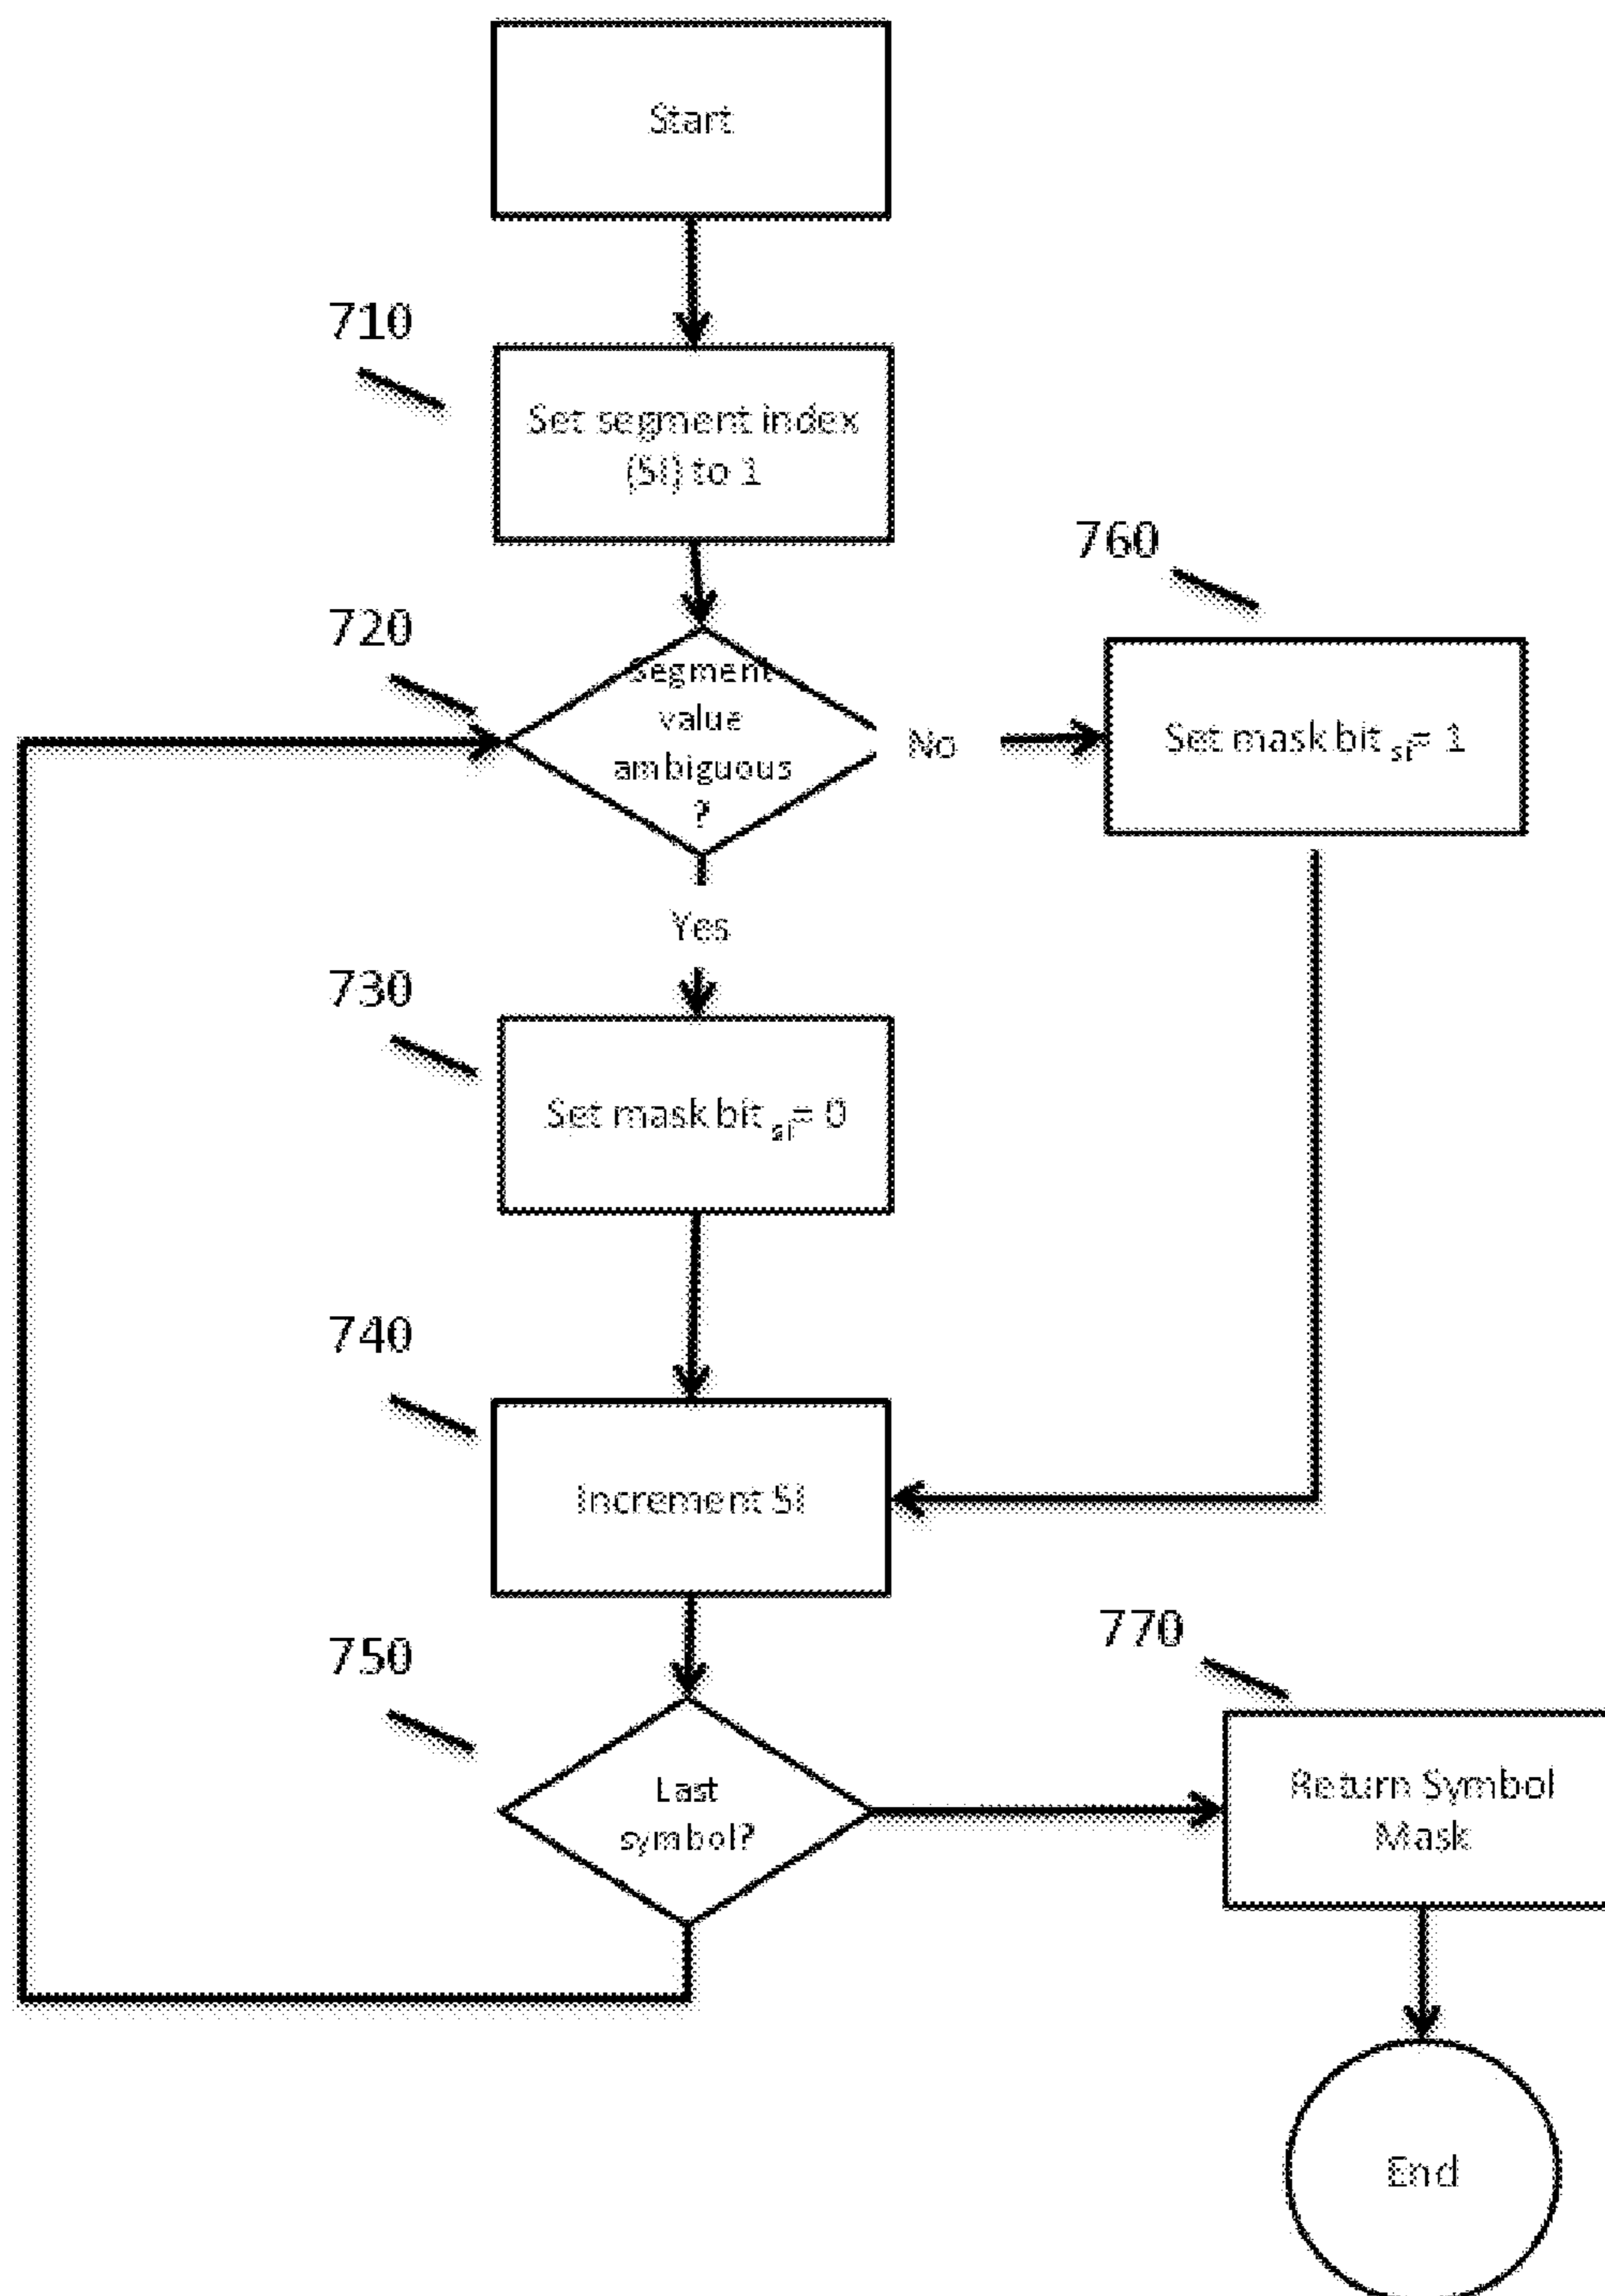 Start
710
Set segment index
(SI) to 1
760
720
Segment
value
ambiguous
?
No
Set mask bit SI= 1
Yes
730
Set mask bit SI= 0
740
Increment SI
750
770
Last
symbol?
Return Symbol
Mask
End